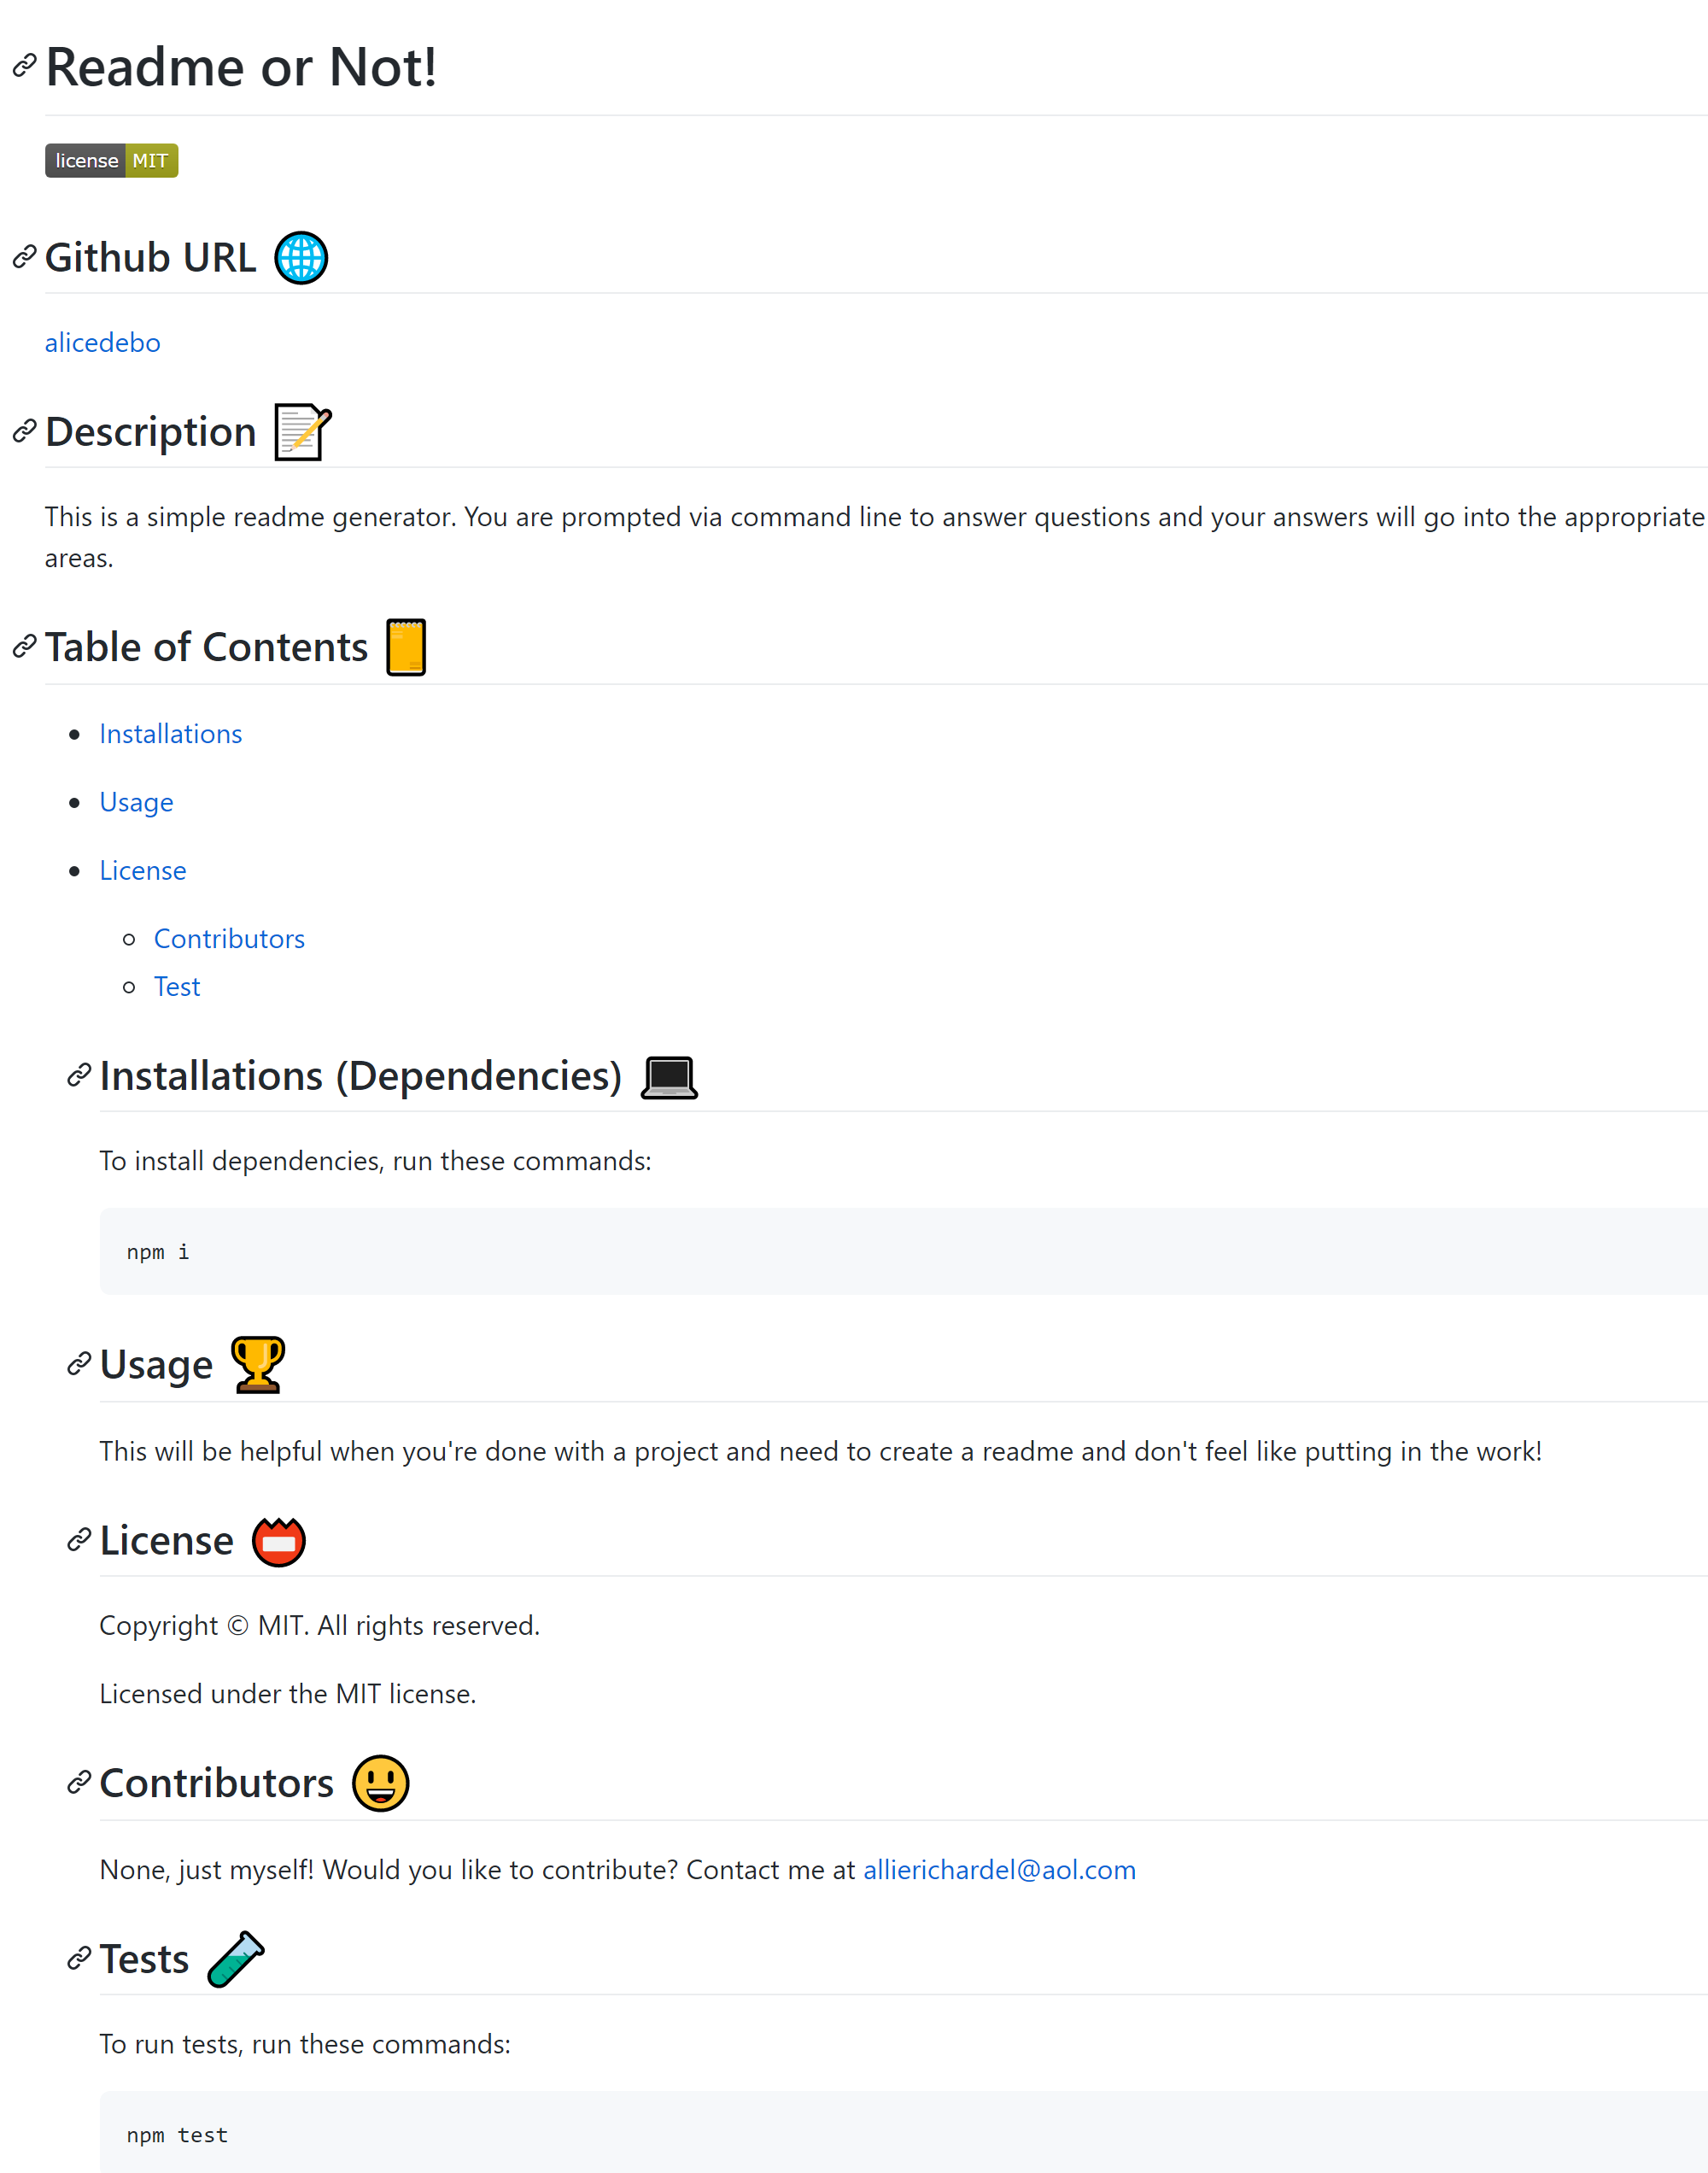 Readme or Not!
license MIT
Github URL
alicedebo
Description
This is a simple readme generator. You are prompted via command line to answer questions and your answers will go into the appropriate
areas.
Table of Contents
Installations
Usage
License
Contributors
Test
Installations (Dependencies)
To install dependencies, run these commands:
npm i
Usage
This will be helpful when you're done with a project and need to create a readme and don't feel like putting in the work!
License
Copyright © MIT. All rights reserved.
Licensed under the MIT license.
Contributors
None, just myself! Would you like to contribute? Contact me at allierichardel@aol.com
Tests
To run tests, run these commands:
npm test